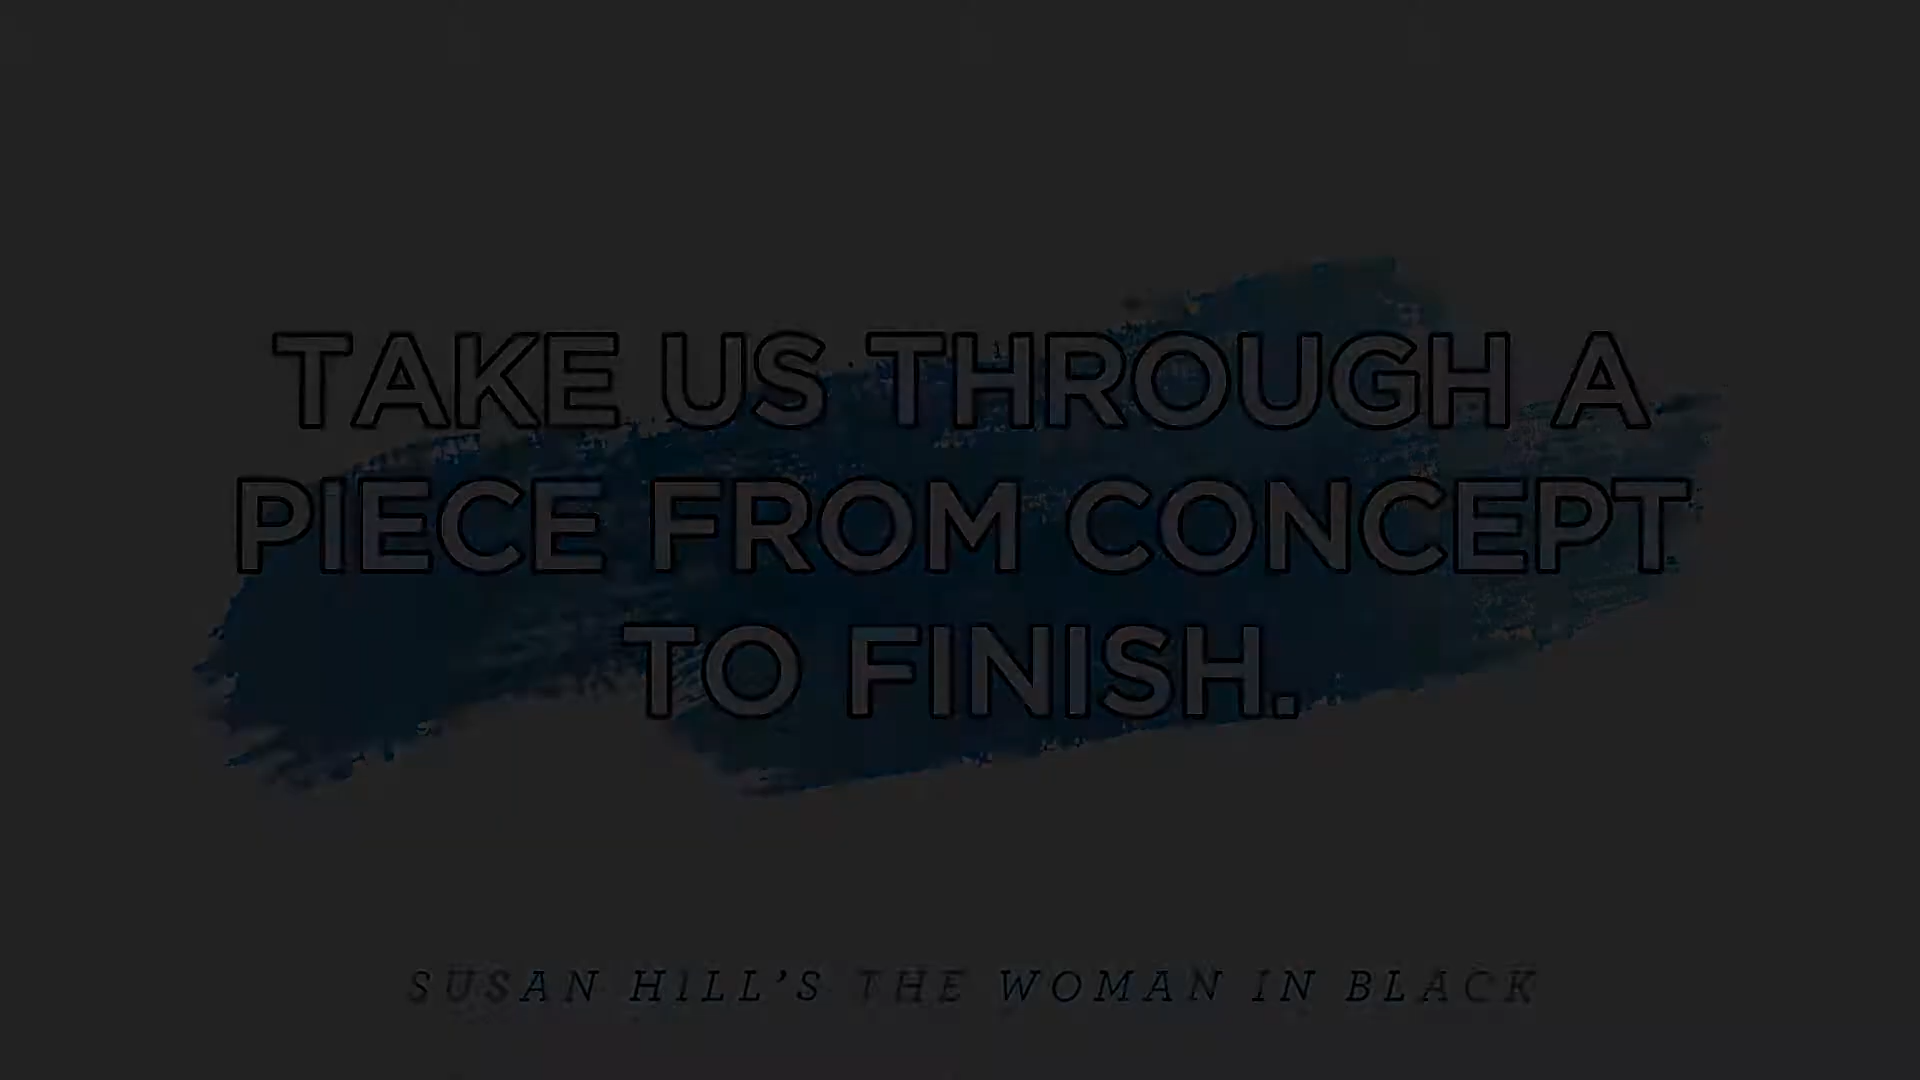 TAKE US THROUGH A
PIECE FROM CONCEPT
TO FINISH.
SUSAN HILL'S THE WOMAN IN BLACK